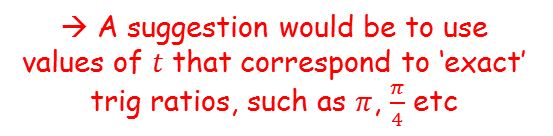 → A suggestion would be to use
values of t that correspond to ‘exact’
trig ratios, such as π, π/4 etc